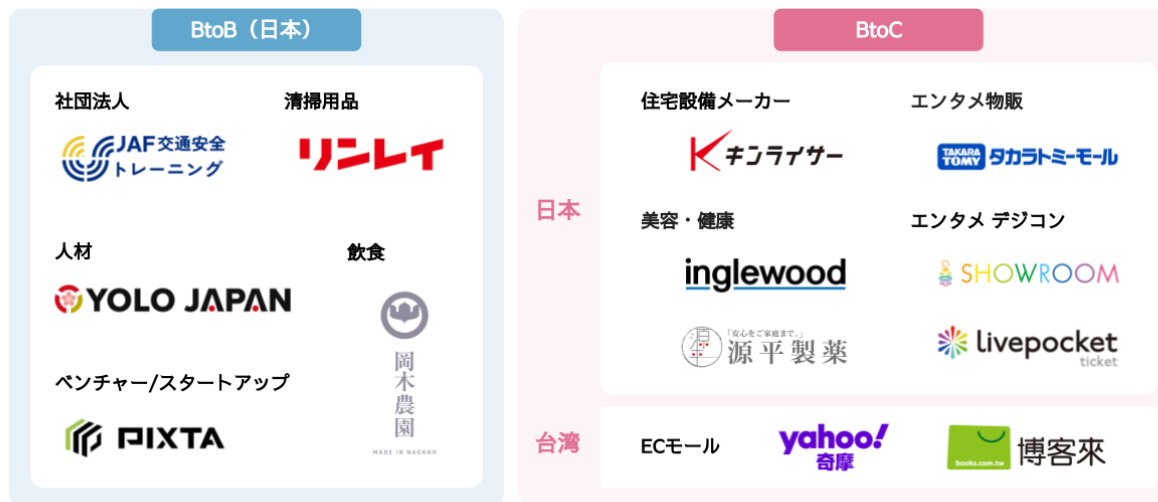 BtoB（日本）
社団法人
JAF交通安全
トレーニング
清掃用品
リンレイ
人材
YOLO JAPAN
飲食
岡木農園
MADE IN NAGANO
ベンチャー/スタートアップ
PIXTA
BtoC
日本
住宅設備メーカー
キンライサー
エンタメ物販
TAKARA
TOMY
タカラトミーモール
美容・健康
inglewood
「安心をご家庭まで。」
源平製薬
エンタメ デジコン
SHOWROOM
livepocket
ticket
台湾
ECモール
yahoo!
奇摩
books.com.tw
博客來